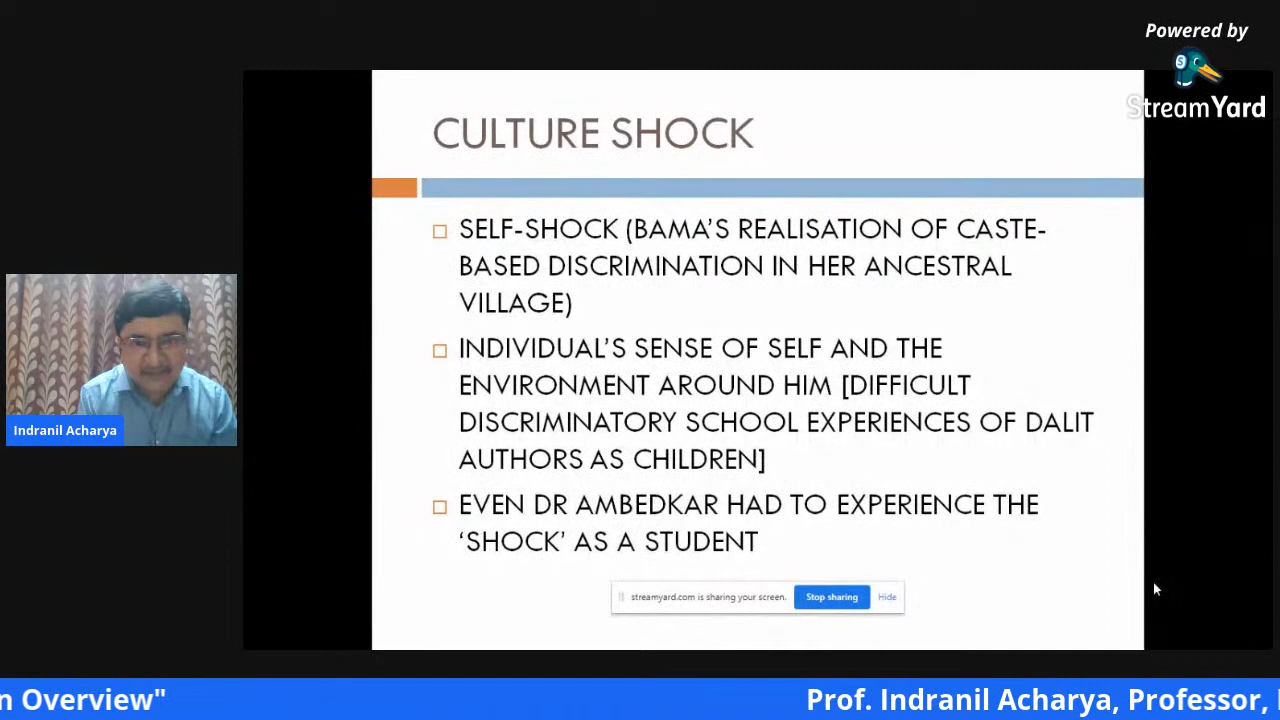 Powered by
StreamYard
CULTURE SHOCK
SELF-SHOCK (BAMA'S REALISATION OF CASTE-
BASED DISCRIMINATION IN HER ANCESTRAL
VILLAGE)
INDIVIDUAL'S SENSE OF SELF AND THE
ENVIRONMENT AROUND HIM [DIFFICULT
DISCRIMINATORY SCHOOL EXPERIENCES OF DALIT
AUTHORS AS CHILDREN]
EVEN DR AMBEDKAR HAD TO EXPERIENCE THE
'SHOCK' AS A STUDENT
streamyard.com is sharing your screen. Stop sharing Hide
Indranil Acharya
n Overview" Prof. Indranil Acharya, Professor,